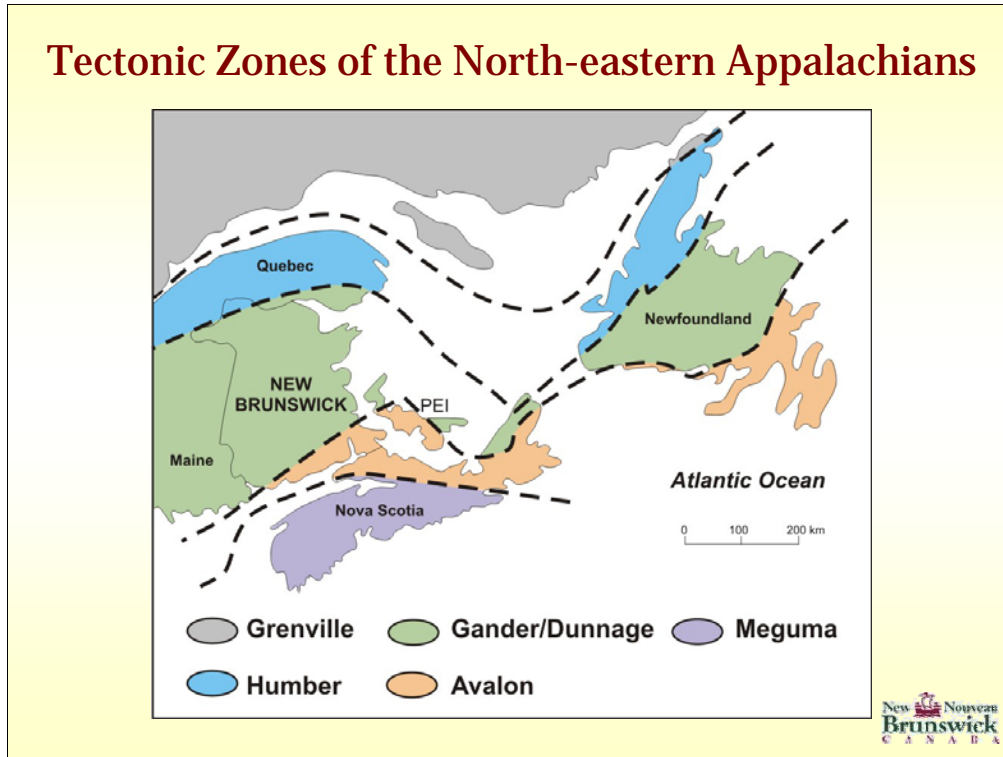 Tectonic Zones of the North-eastern Appalachians
Quebec
Newfoundland
NEW
BRUNSWICK
PEI
Maine
Atlantic Ocean
Nova Scotia
0 100 200 km
Grenville Gander/Dunnage Meguma
Humber Avalon
New Nouveau
Brunswick
CANADA